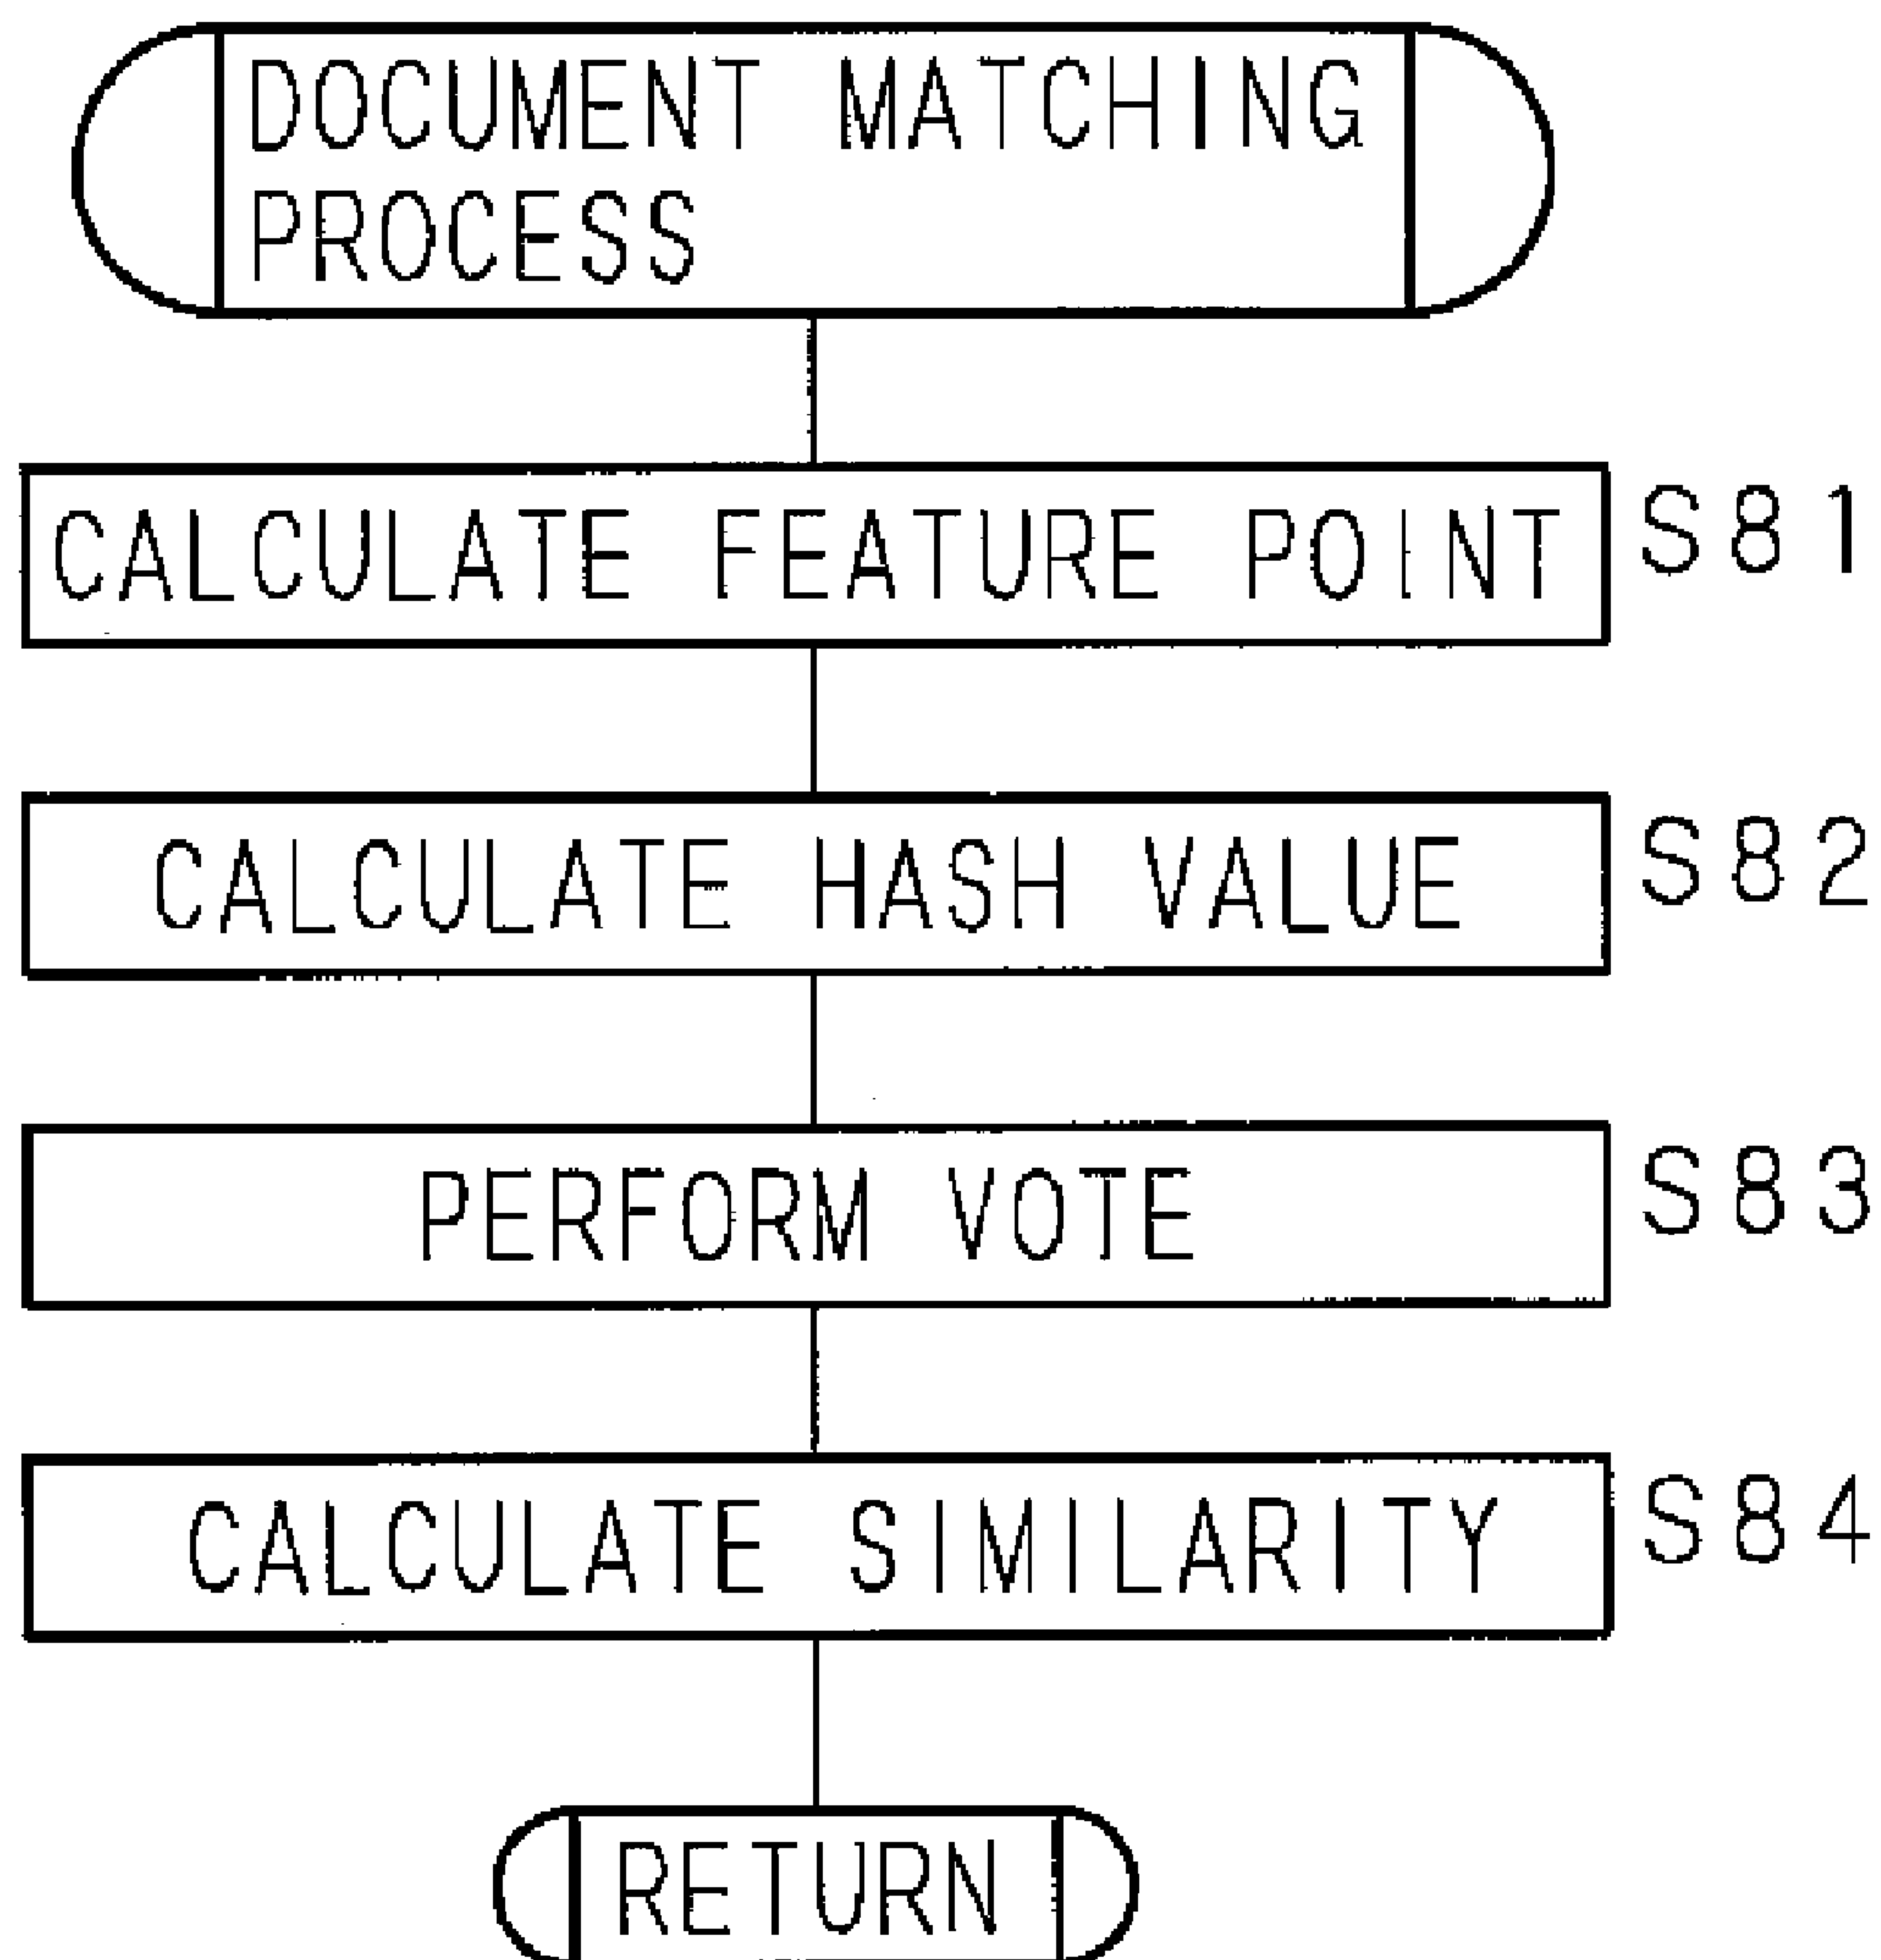 DOCUMENT MATCHING
PROCESS
CALCULATE FEATURE POINT S81
CALCULATE HASH VALUE S82
PERFORM VOTE S83
CALCULATE SIMILARITY S84
RETURN